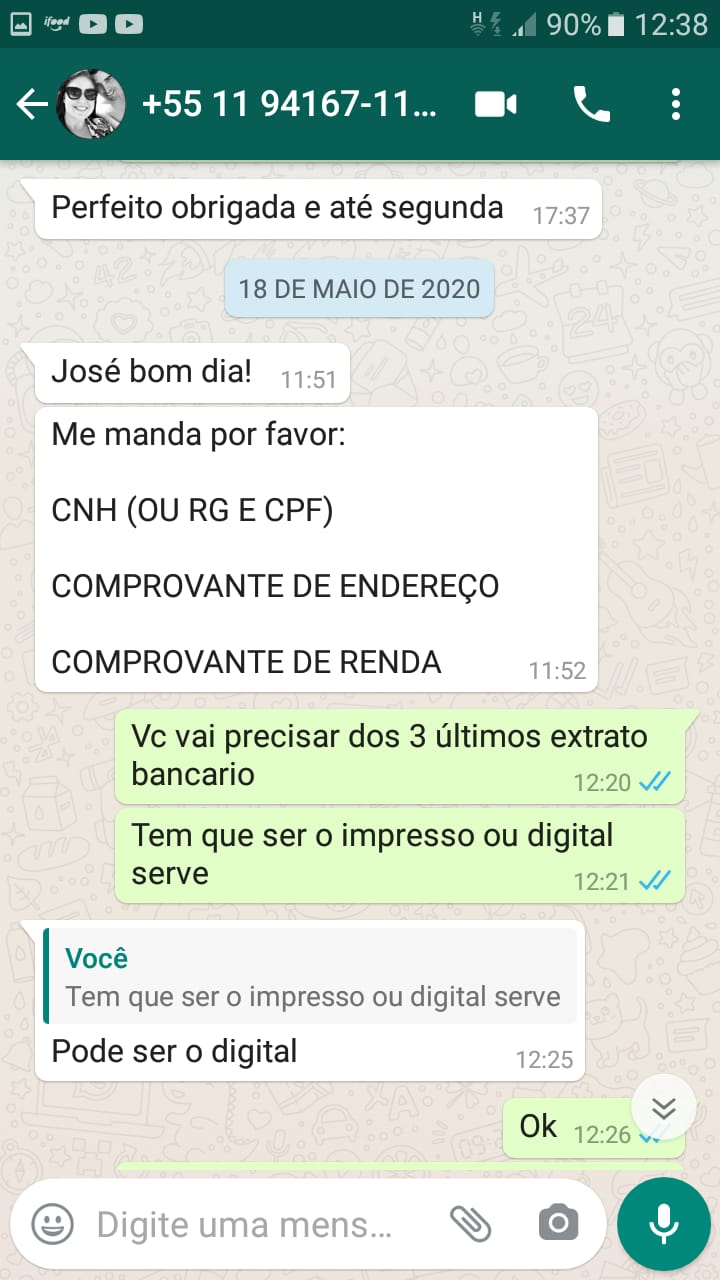 ifood
H
90%
12:38
+55 11 94167-11...
Perfeito obrigada e até segunda
17:37
18 DE MAIO DE 2020
José bom dia!
11:51
Me manda por favor:
CNH (OU RG E CPF)
COMPROVANTE DE ENDEREÇO
COMPROVANTE DE RENDA
11:52
Vc vai precisar dos 3 últimos extrato
bancario
12:20
Tem que ser o impresso ou digital
serve
12:21
Você
Tem que ser o impresso ou digital serve
Pode ser o digital
12:25
Ok
12:26
Digite uma mens...